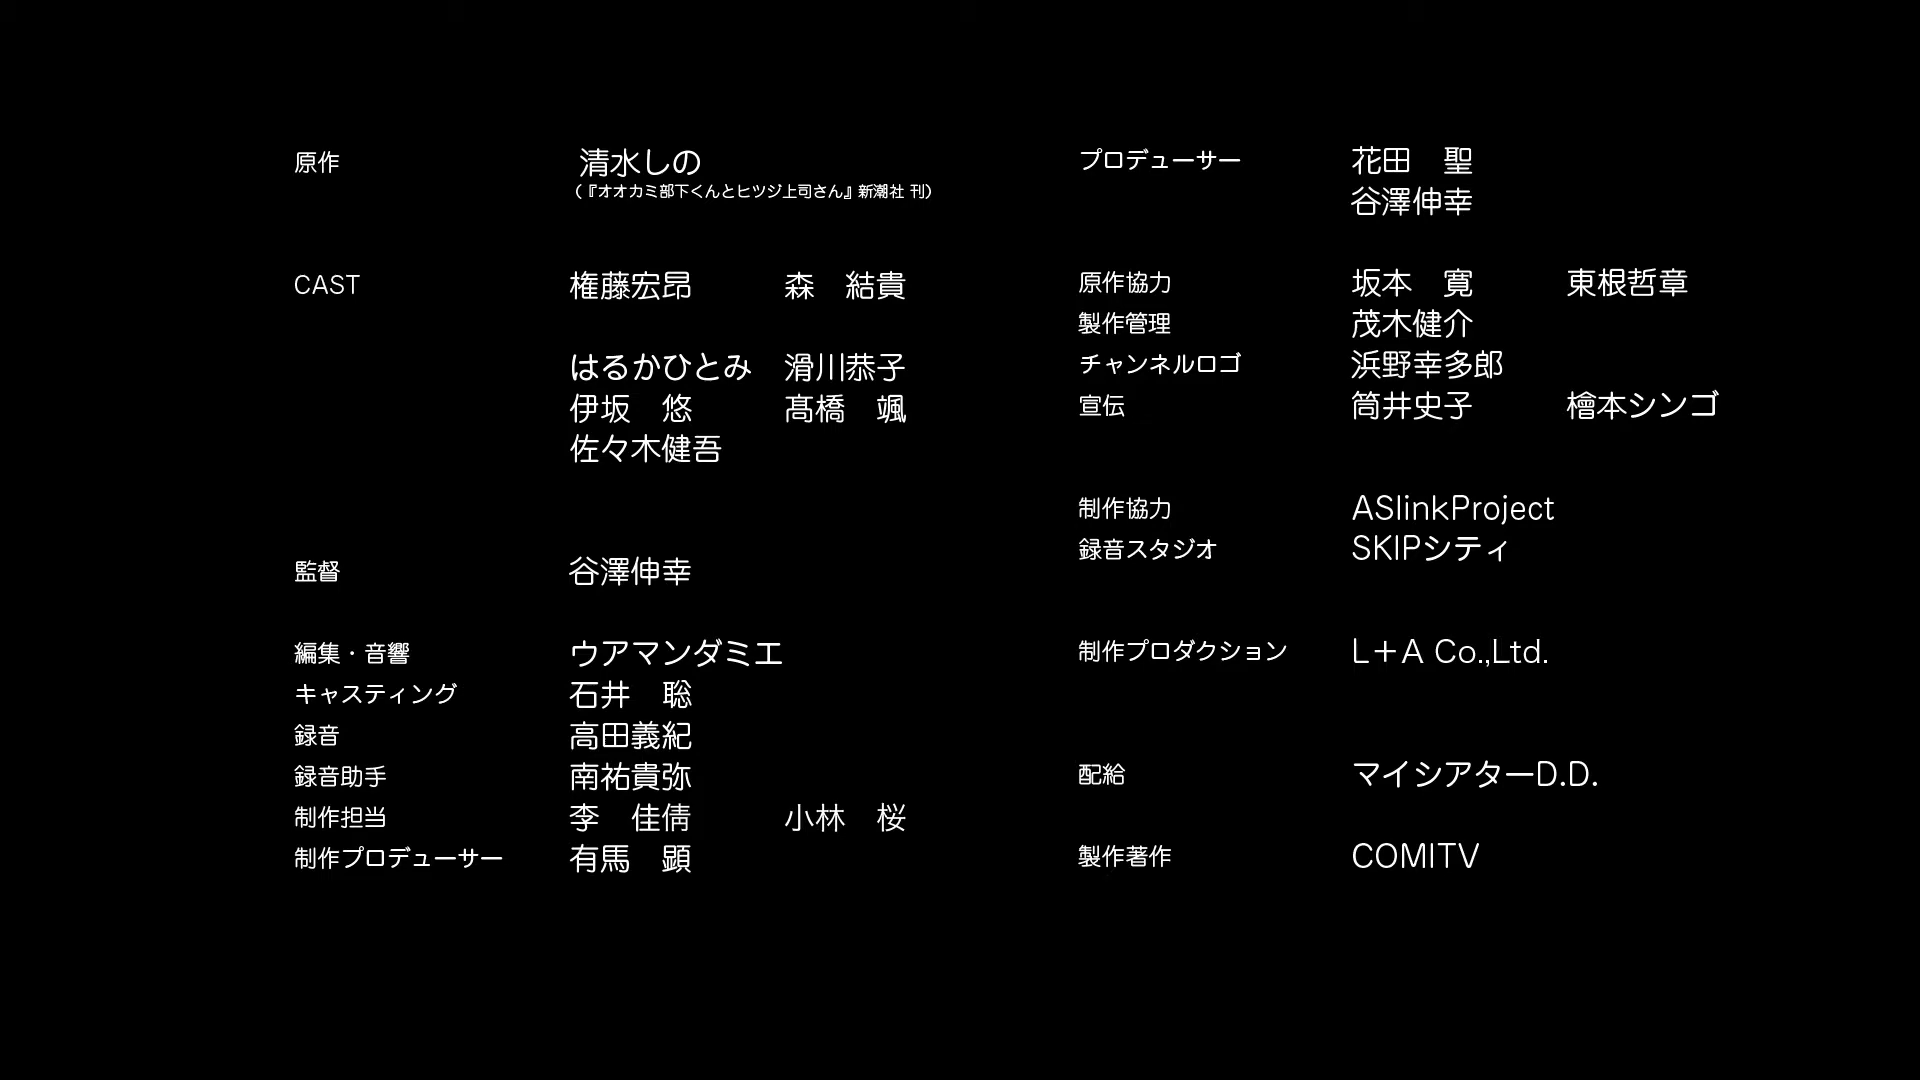 原作　清水しの
（『オオカミ部下くんとヒツジ上司さん』新潮社 刊）
CAST　権藤宏昂　森　結貴
はるかひとみ　滑川恭子
伊坂　悠　髙橋　颯
佐々木健吾
監督　谷澤伸幸
編集・音響　ウアマンダミエ
キャスティング　石井　聡
録音　高田義紀
録音助手　南祐貴弥
制作担当　李　佳倩　小林　桜
制作プロデューサー　有馬　顕
プロデューサー　花田　聖
谷澤伸幸
原作協力　坂本　寛　東根哲章
製作管理　茂木健介
チャンネルロゴ　浜野幸多郎
宣伝　筒井史子　檜本シンゴ
制作協力　ASlinkProject
録音スタジオ　SKIPシティ
制作プロダクション　L＋A Co.,Ltd.
配給　マイシアターD.D.
製作著作　COMITV